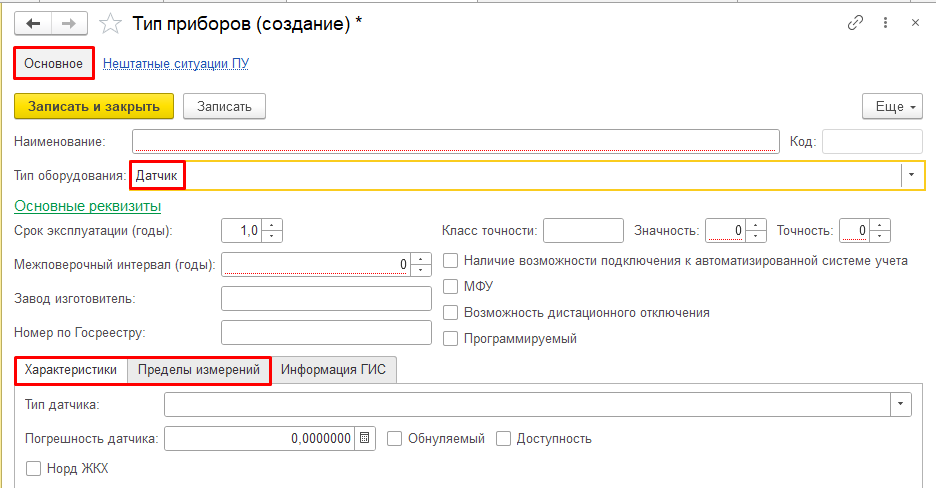 Тип приборов (создание) *
Основное Нештатные ситуации ПУ
Записать и закрыть Записать Еще
Наименование: Код:
Тип оборудования: Датчик
Основные реквизиты
Срок эксплуатации (годы): 1,0 Класс точности: Значность: 0 Точность: 0
Межповерочный интервал (годы): 0 Наличие возможности подключения к автоматизированной системе учета
МФУ
Завод изготовитель: Возможность дистационного отключения
Номер по Госреестру: Программируемый
Характеристики Пределы измерений Информация ГИС
Тип датчика:
Погрешность датчика: 0,0000000 Обнуляемый Доступность
Норд ЖКХ